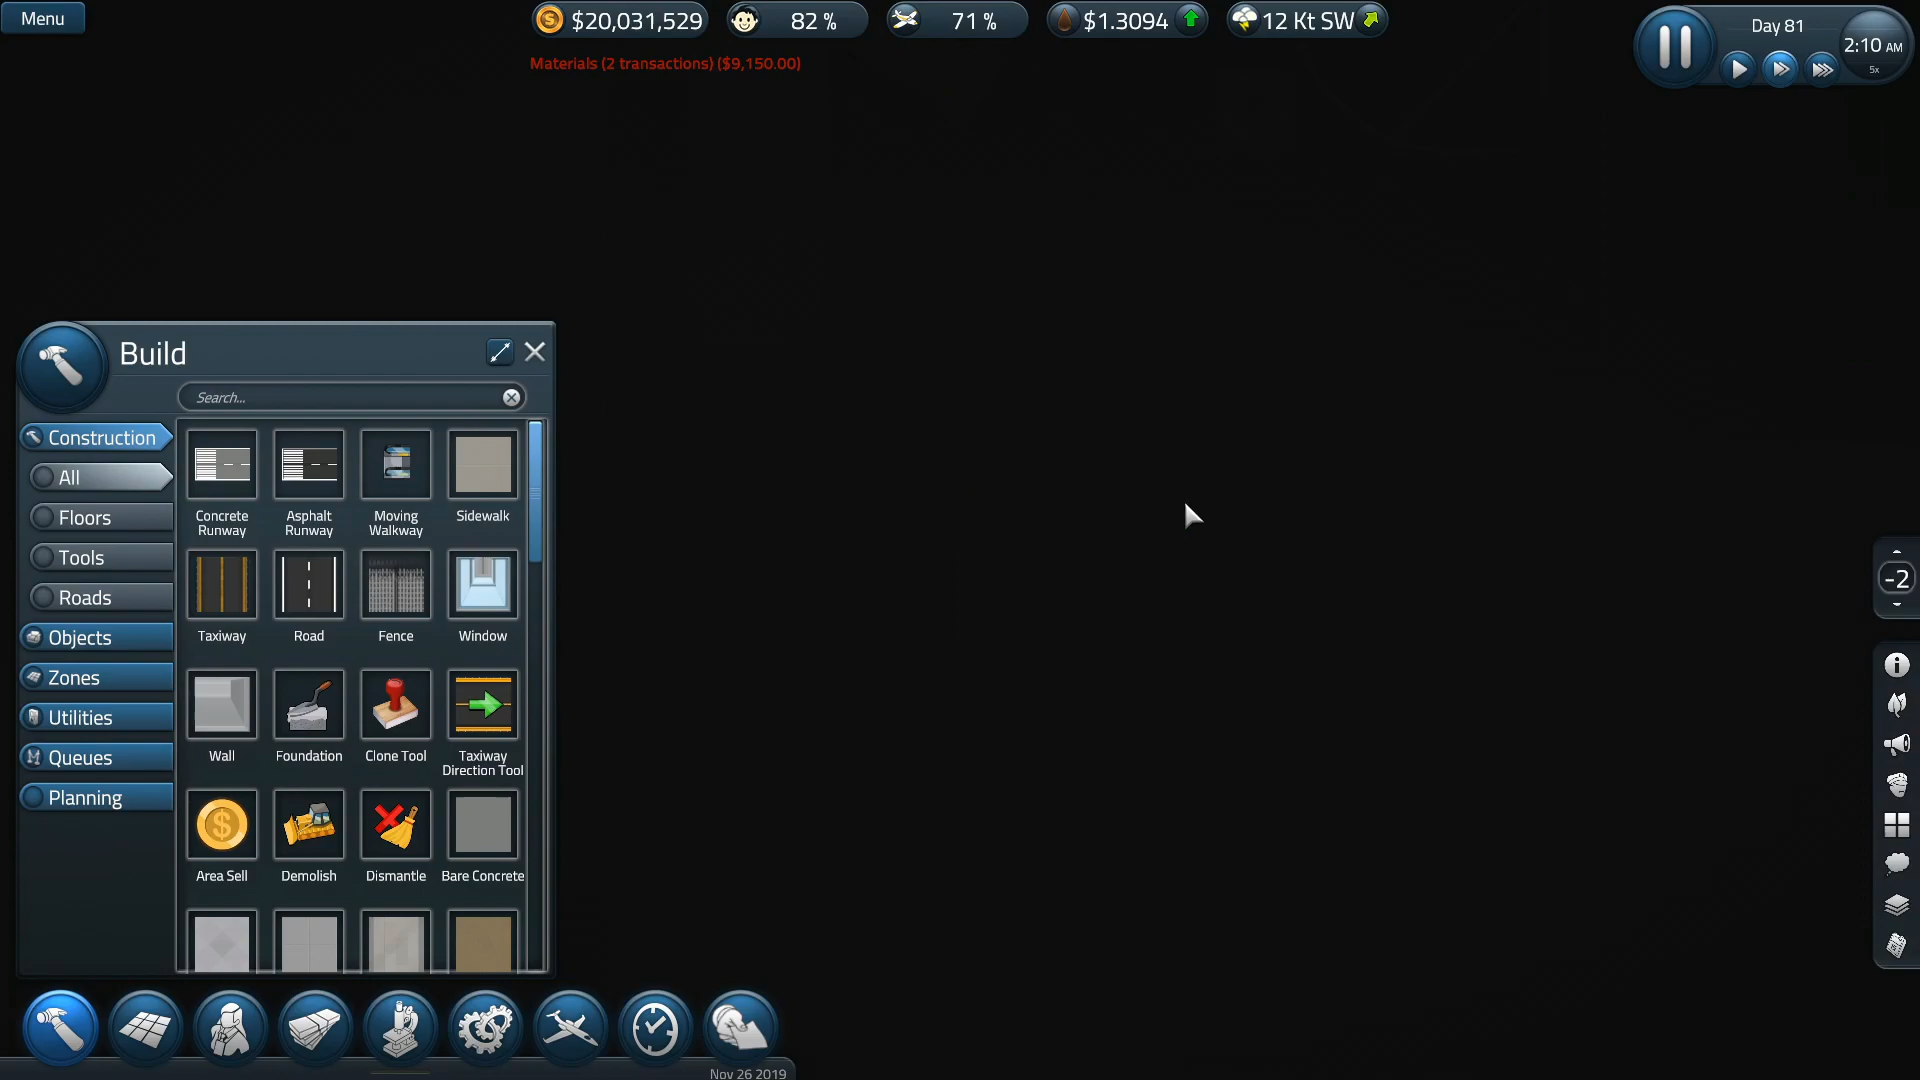 Menu
$20,031,529
82 %
71 %
$1.3094
12 Kt SW
Day 81
2:10 AM
5x
Materials (2 transactions) ($9,150.00)
Build
Search...
Construction
All
Floors
Tools
Roads
Objects
Zones
Utilities
Queues
Planning
Concrete Runway
Asphalt Runway
Moving Walkway
Sidewalk
Taxiway
Road
Fence
Window
Wall
Foundation
Clone Tool
Taxiway Direction Tool
Area Sell
Demolish
Dismantle
Bare Concrete
-2
Nov 26 2019